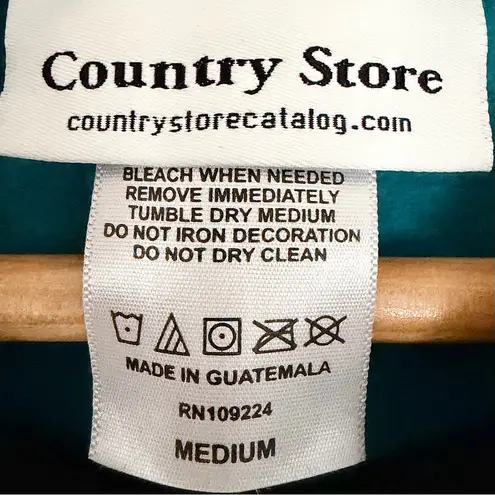 Country Store
countrystorecatalog.com
BLEACH WHEN NEEDED
REMOVE IMMEDIATELY
TUMBLE DRY MEDIUM
DO NOT IRON DECORATION
DO NOT DRY CLEAN
MADE IN GUATEMALA
RN109224
MEDIUM